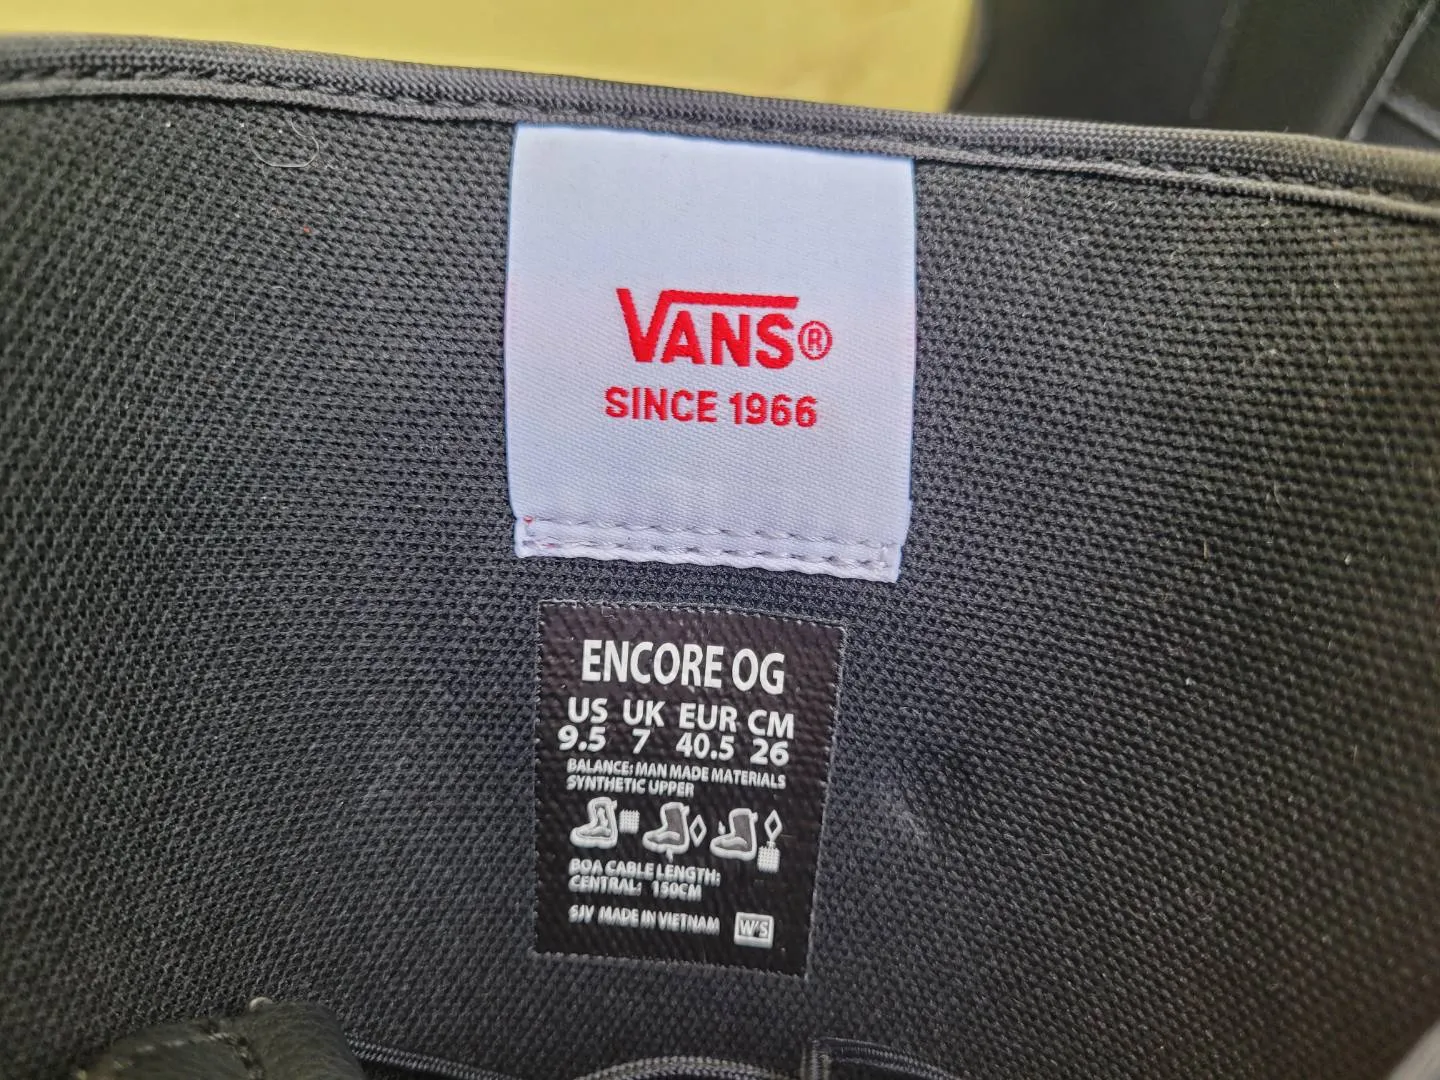 VANS®
SINCE 1966
ENCORE OG
US UK EUR CM
9.5 7 40.5 26
BALANCE: MAN MADE MATERIALS
SYNTHETIC UPPER
BOA CABLE LENGTH:
CENTRAL: 150CM
SJV MADE IN VIETNAM W'S